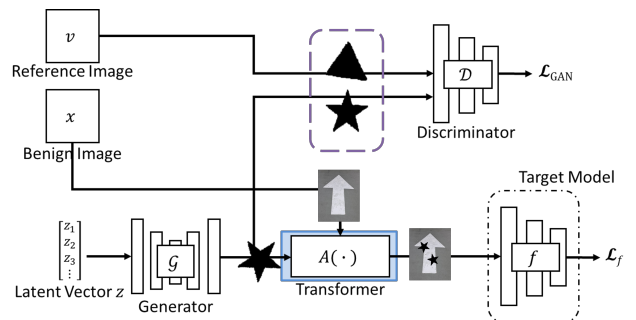 v
Reference Image
x
Benign Image
𝒟
Discriminator
ℒ_GAN
Target Model
[z₁
z₂
z₃
⋮]
Latent Vector z
𝒢
Generator
A(·)
Transformer
f
ℒ_f